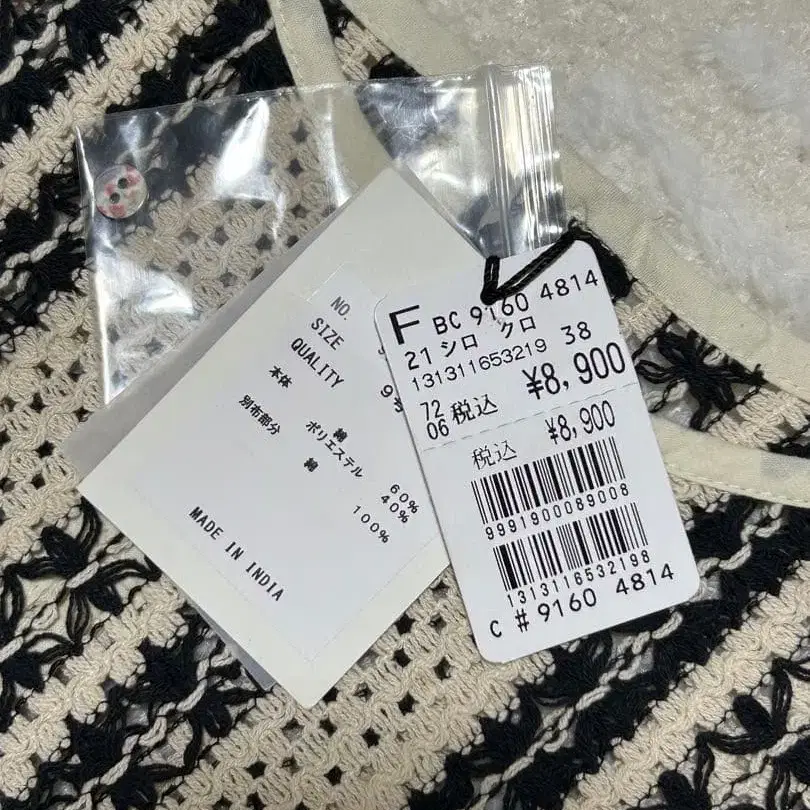 NO.
SIZE
QUALITY
本体
綿 60%
ポリエステル 40%
別布部分
綿 100%
MADE IN INDIA
F BC 9160 4814
21 シロ クロ 38
131311653219
¥8,900
72
06 税込
税込 ¥8,900
9991900089008
1313116532198
C # 9160 4814